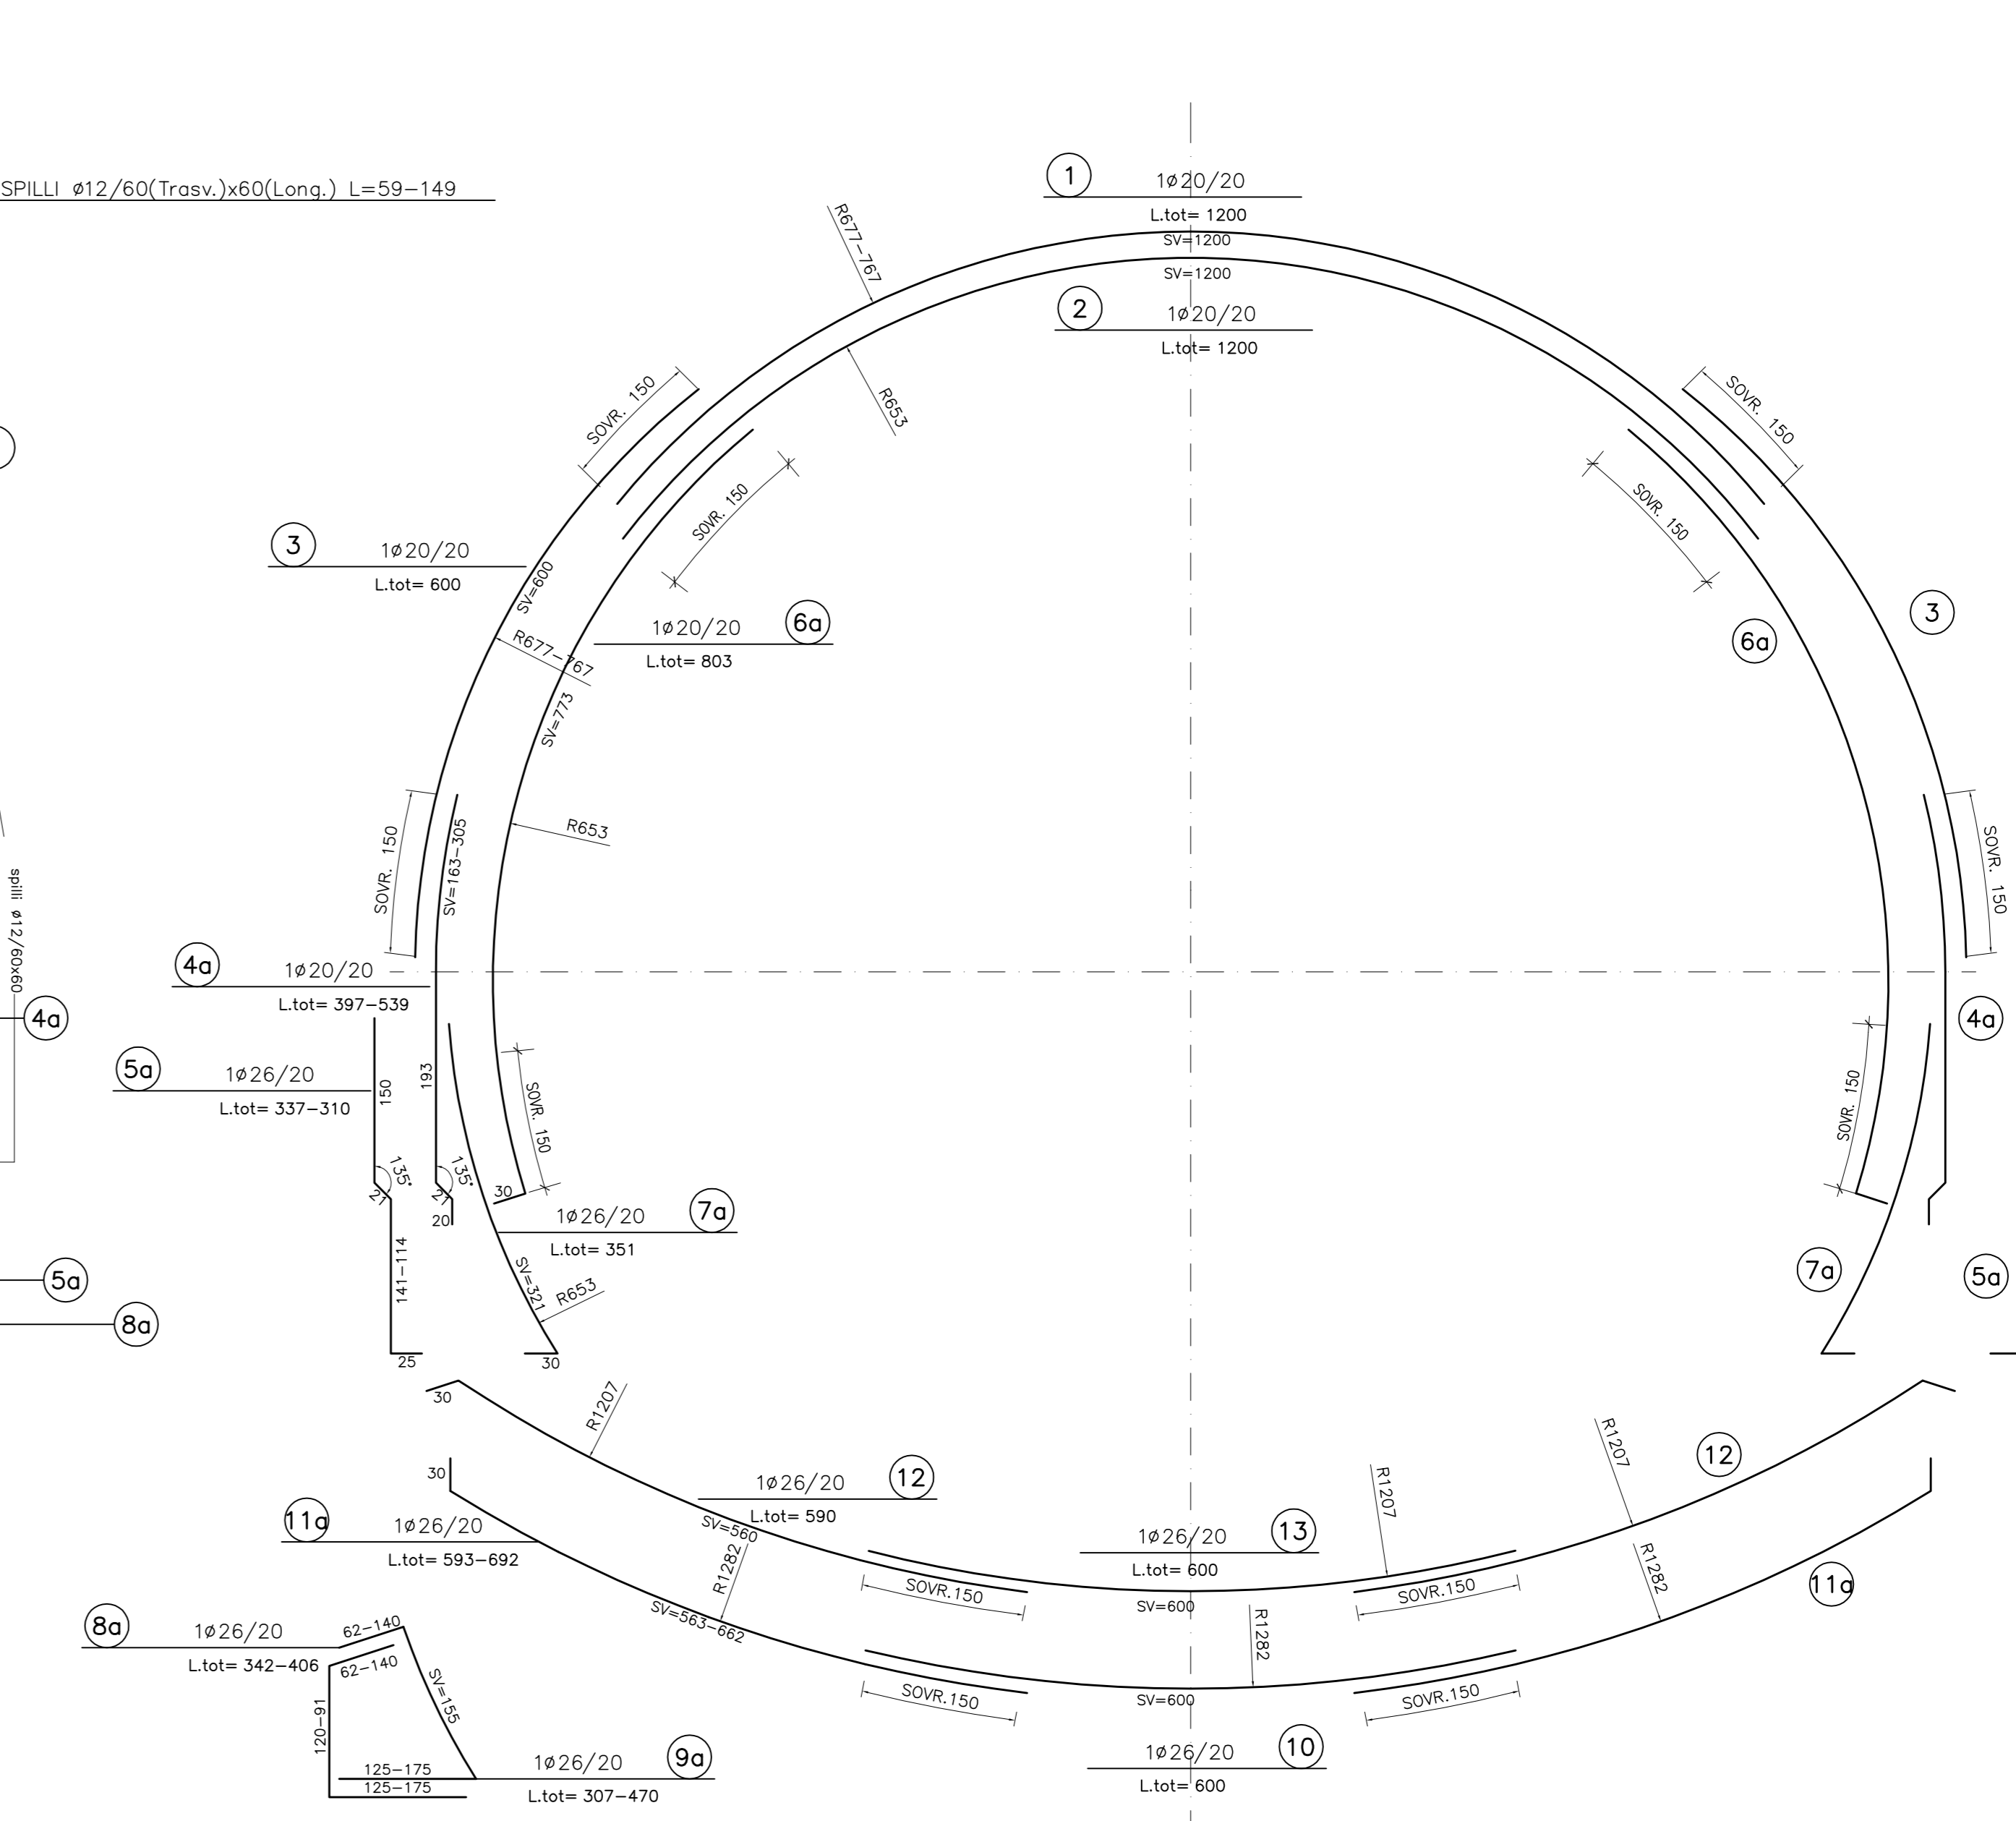 SPILLI ø12/60(Trasv.)x60(Long.) L=59-149
1
1ø20/20
L.tot= 1200
SV=1200
SV=1200
2
1ø20/20
L.tot= 1200
R677-767
R653
SOVR. 150
SOVR. 150
SOVR. 150
SOVR. 150
3
1ø20/20
L.tot= 600
SV=600
R677-767
1ø20/20
6a
L.tot= 803
SV=773
6a
3
R653
SOVR. 150
SV=163-305
SOVR. 150
spilli ø12/60x60
4a
4a
1ø20/20
L.tot= 397-539
4a
5a
1ø26/20
L.tot= 337-310
150
193
SOVR. 150
SOVR. 150
135°
135°
21
21
20
30
141-114
25
1ø26/20
7a
L.tot= 351
SV=321
R653
30
7a
5a
5a
8a
30
R1207
30
1ø26/20
12
L.tot= 590
SV=560
R1282
11a
1ø26/20
L.tot= 593-692
SV=563-662
1ø26/20
13
L.tot= 600
SV=600
R1207
R1207
12
R1282
R1282
11a
SOVR.150
SOVR.150
SOVR.150
SOVR.150
SV=600
1ø26/20
10
L.tot= 600
8a
1ø26/20
L.tot= 342-406
62-140
62-140
SV=155
120-91
125-175
125-175
1ø26/20
9a
L.tot= 307-470